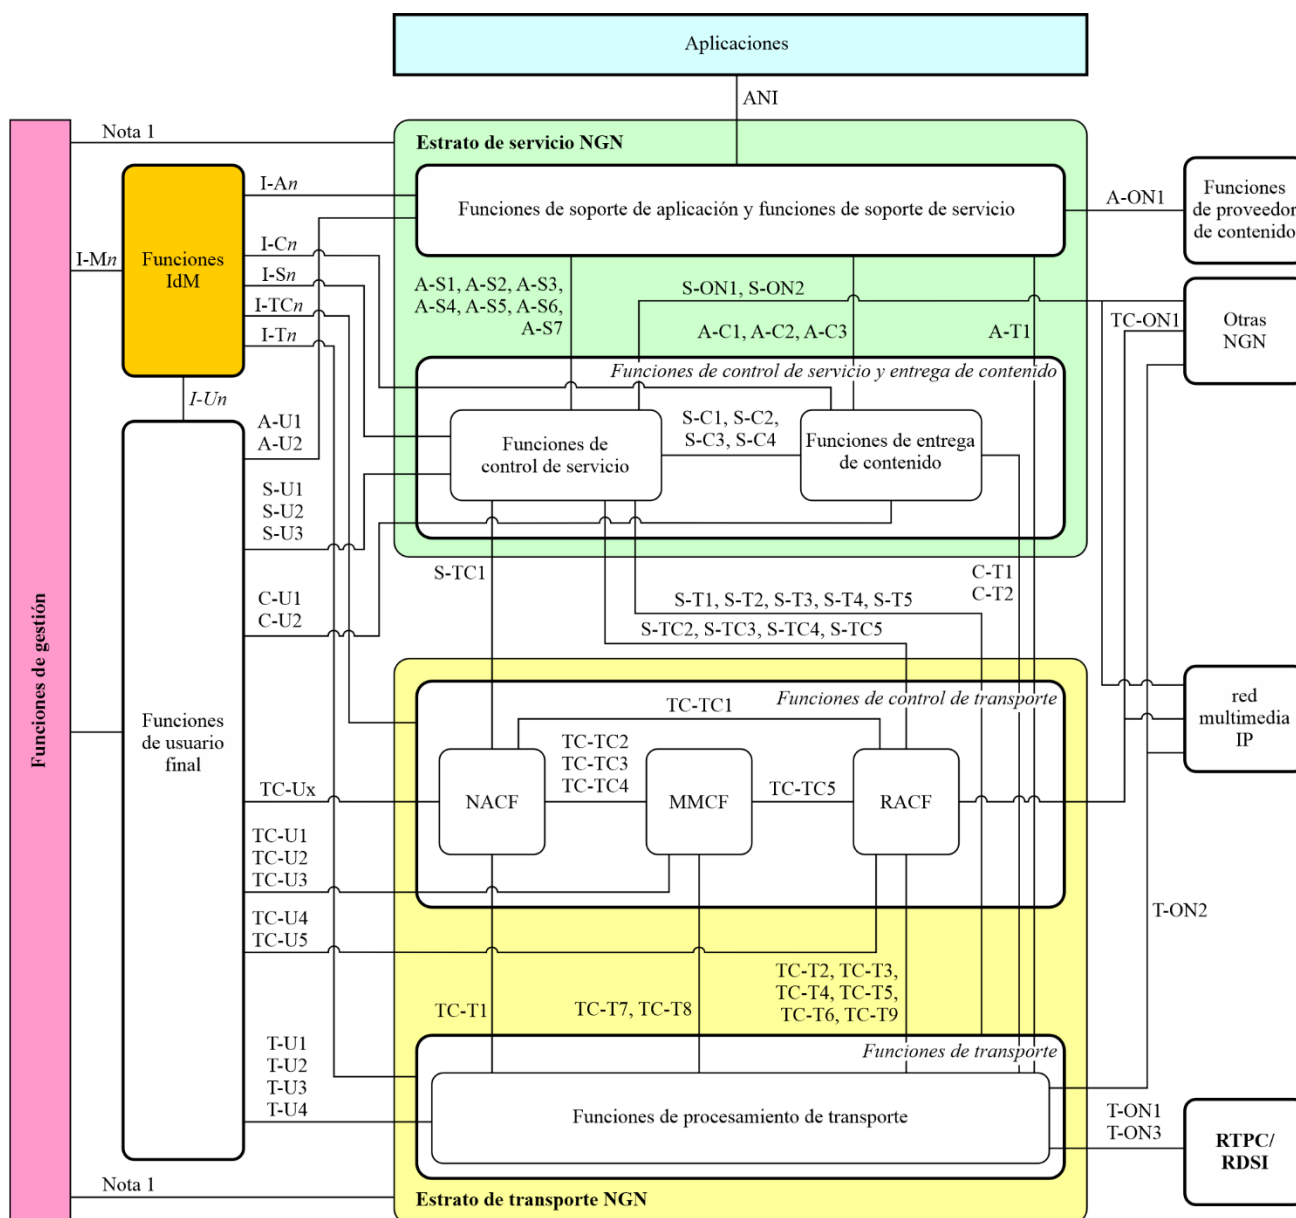 Aplicaciones
ANI
Nota 1
Estrato de servicio NGN
I-An
Funciones de soporte de aplicación y funciones de soporte de servicio
A-ON1
Funciones
de proveedor
de contenido
I-Mn
Funciones
IdM
I-Cn
I-Sn
I-TCn
I-Tn
A-S1, A-S2, A-S3,
A-S4, A-S5, A-S6,
A-S7
S-ON1, S-ON2
A-C1, A-C2, A-C3
A-T1
TC-ON1
Otras
NGN
Funciones de control de servicio y entrega de contenido
I-Un
A-U1
A-U2
Funciones de
control de servicio
S-C1, S-C2,
S-C3, S-C4
Funciones de entrega
de contenido
S-U1
S-U2
S-U3
S-TC1
C-T1
C-T2
C-U1
C-U2
S-T1, S-T2, S-T3, S-T4, S-T5
S-TC2, S-TC3, S-TC4, S-TC5
Funciones de gestión
Funciones
de usuario
final
Funciones de control de transporte
red
multimedia
IP
TC-TC1
TC-TC2
TC-TC3
TC-TC4
TC-Ux
NACF
MMCF
TC-TC5
RACF
TC-U1
TC-U2
TC-U3
TC-U4
TC-U5
T-ON2
TC-T1
TC-T7, TC-T8
TC-T2, TC-T3,
TC-T4, TC-T5,
TC-T6, TC-T9
Funciones de transporte
T-U1
T-U2
T-U3
T-U4
Funciones de procesamiento de transporte
T-ON1
T-ON3
RTPC/
RDSI
Nota 1
Estrato de transporte NGN